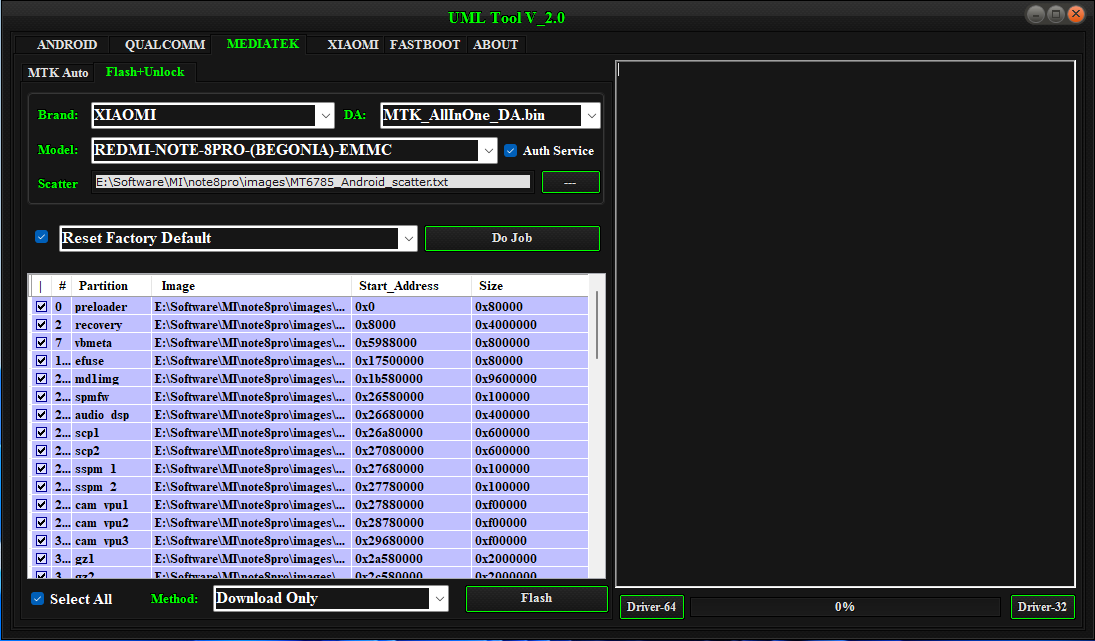 UML Tool V_2.0
ANDROID QUALCOMM MEDIATEK XIAOMI FASTBOOT ABOUT
MTK Auto Flash+Unlock
Brand: XIAOMI DA: MTK_AllInOne_DA.bin
Model: REDMI-NOTE-8PRO-(BEGONIA)-EMMC Auth Service
Scatter E:\Software\MI\note8pro\images\MT6785_Android_scatter.txt ---
Reset Factory Default Do Job
| # Partition Image Start_Address Size
0 preloader E:\Software\MI\note8pro\images\... 0x0 0x80000
2 recovery E:\Software\MI\note8pro\images\... 0x8000 0x4000000
7 vbmeta E:\Software\MI\note8pro\images\... 0x5988000 0x800000
1... efuse E:\Software\MI\note8pro\images\... 0x17500000 0x80000
2... md1img E:\Software\MI\note8pro\images\... 0x1b580000 0x9600000
2... spmfw E:\Software\MI\note8pro\images\... 0x26580000 0x100000
2... audio_dsp E:\Software\MI\note8pro\images\... 0x26680000 0x400000
2... scp1 E:\Software\MI\note8pro\images\... 0x26a80000 0x600000
2... scp2 E:\Software\MI\note8pro\images\... 0x27080000 0x600000
2... sspm_1 E:\Software\MI\note8pro\images\... 0x27680000 0x100000
2... sspm_2 E:\Software\MI\note8pro\images\... 0x27780000 0x100000
2... cam_vpu1 E:\Software\MI\note8pro\images\... 0x27880000 0xf00000
2... cam_vpu2 E:\Software\MI\note8pro\images\... 0x28780000 0xf00000
3... cam_vpu3 E:\Software\MI\note8pro\images\... 0x29680000 0xf00000
3... gz1 E:\Software\MI\note8pro\images\... 0x2a580000 0x2000000
3... gz2 E:\Software\MI\note8pro\images\... 0x2c580000 0x2000000
Select All Method: Download Only Flash
Driver-64 0% Driver-32